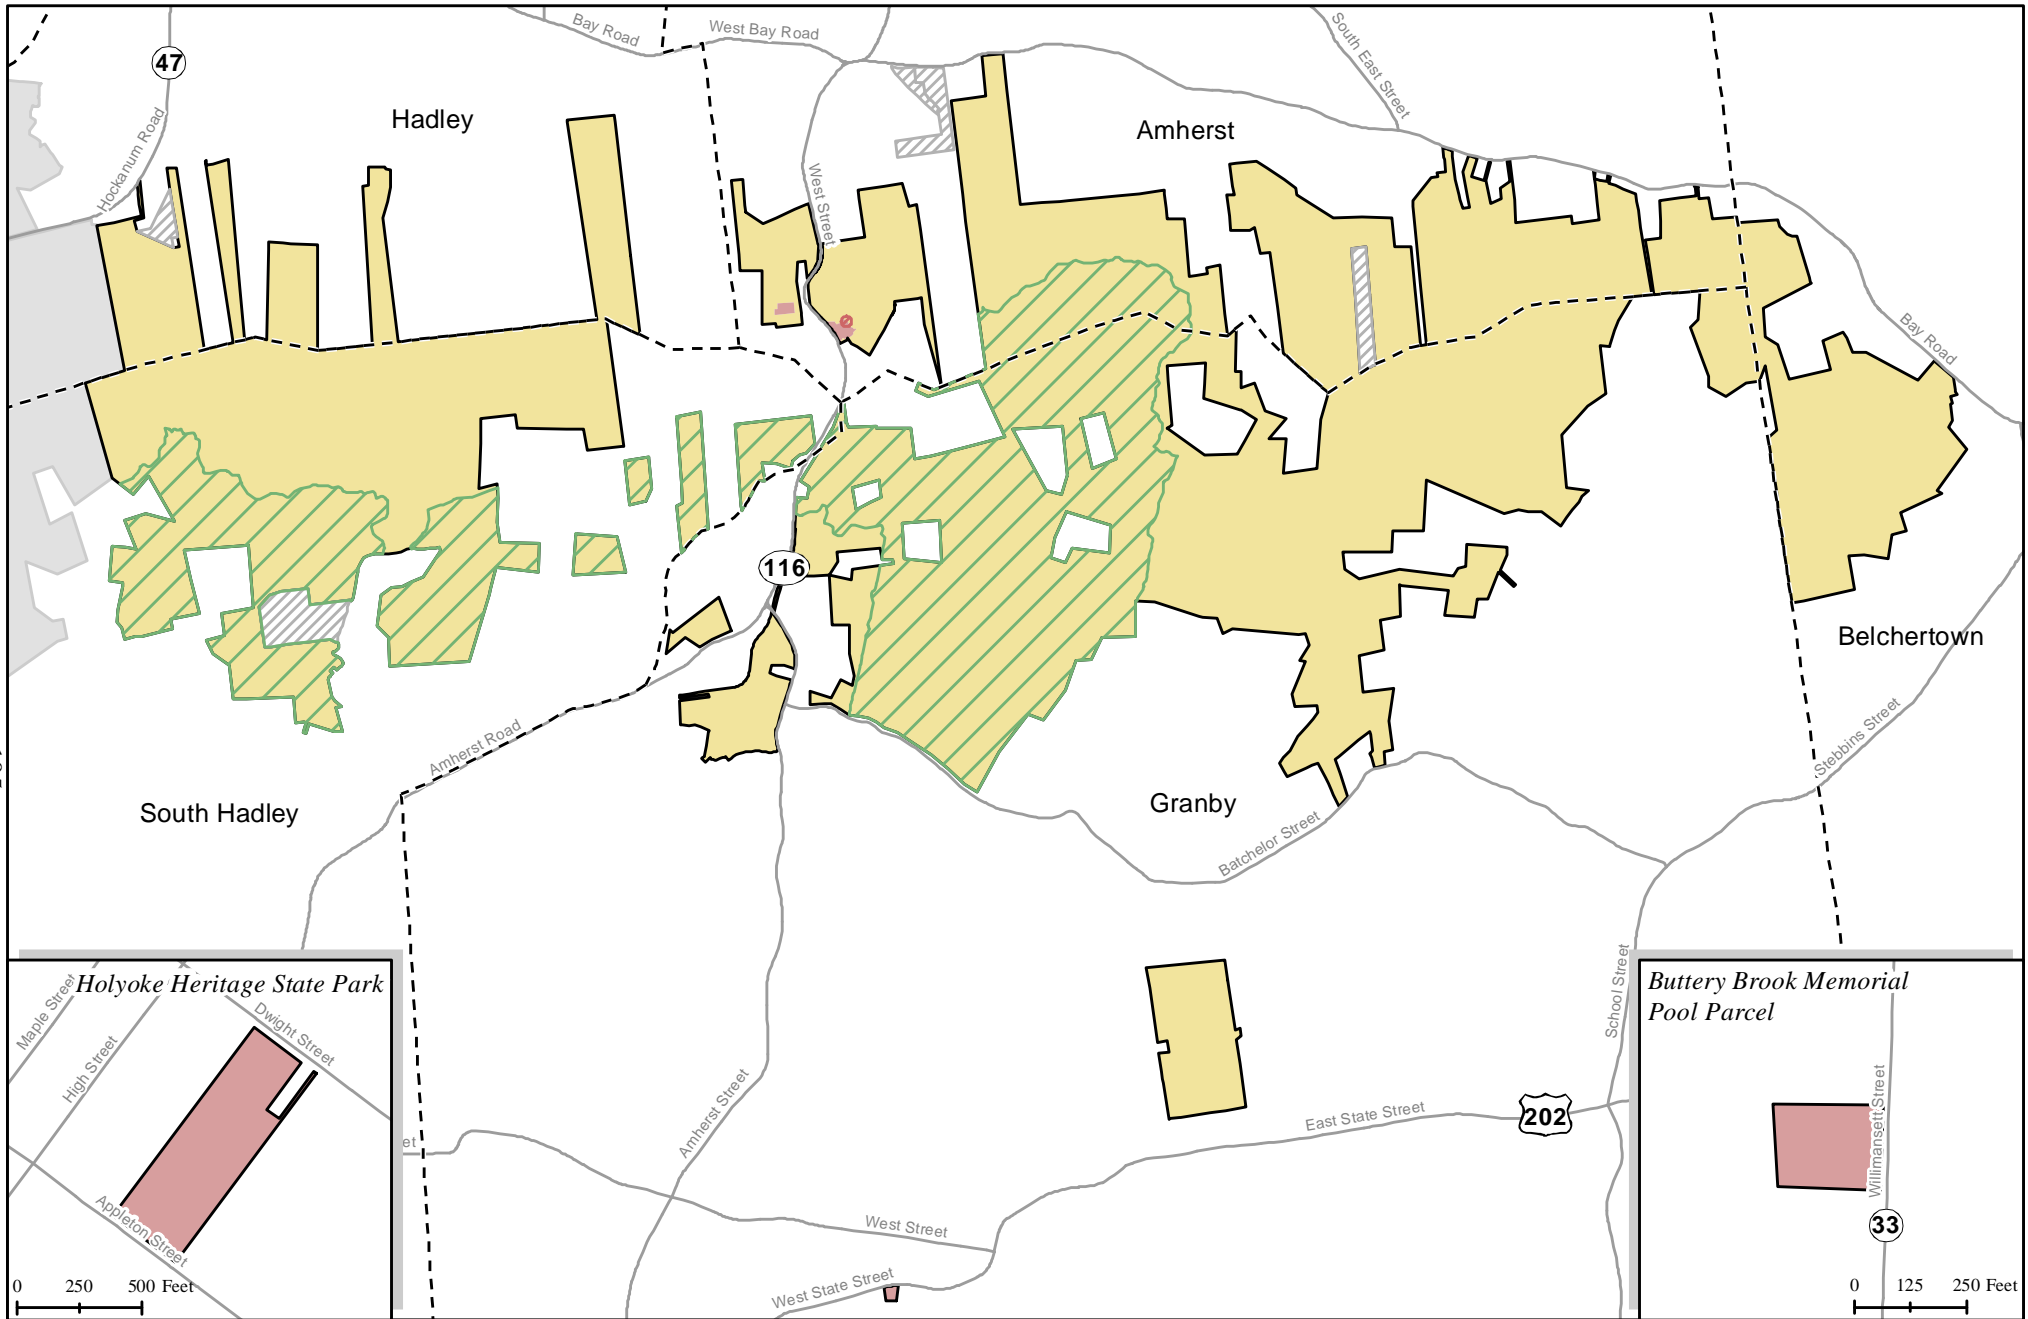 Bay Road
West Bay Road
South East Street
47
Hadley
Hockanum Road
Amherst
West Street
Bay Road
116
Belchertown
Amherst Road
Stebbins Street
South Hadley
Granby
Batchelor Street
School Street
Holyoke Heritage State Park
Maple Street
High Street
Dwight Street
Appleton Street
0 250 500 Feet
et
Amherst Street
East State Street
202
West Street
West State Street
Buttery Brook Memorial
Pool Parcel
Willimansett Street
33
0 125 250 Feet